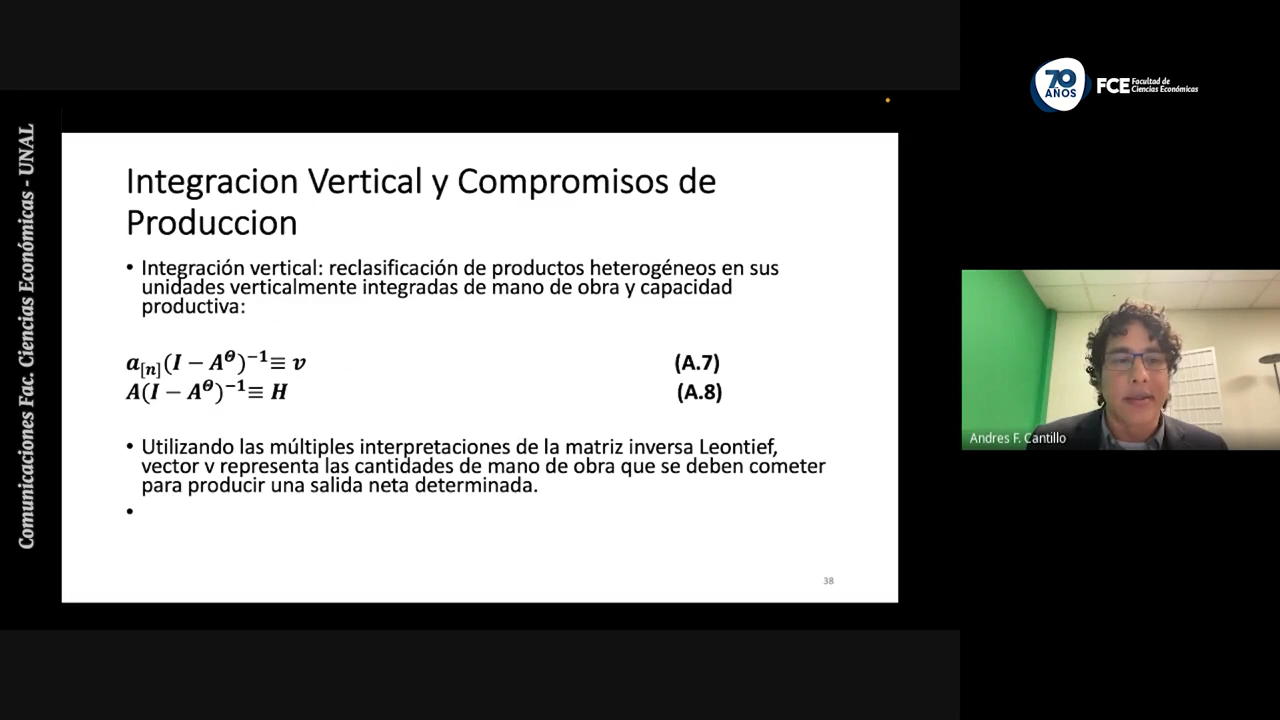 Comunicaciones Fac. Ciencias Económicas - UNAL
70
AÑOS
FCE Facultad de
Ciencias Económicas
Integracion Vertical y Compromisos de
Produccion
• Integración vertical: reclasificación de productos heterogéneos en sus
unidades verticalmente integradas de mano de obra y capacidad
productiva:
a[n](I − A^Θ)^−1 ≡ v (A.7)
A(I − A^Θ)^−1 ≡ H (A.8)
• Utilizando las múltiples interpretaciones de la matriz inversa Leontief,
vector v representa las cantidades de mano de obra que se deben cometer
para producir una salida neta determinada.
•
38
Andres F. Cantillo